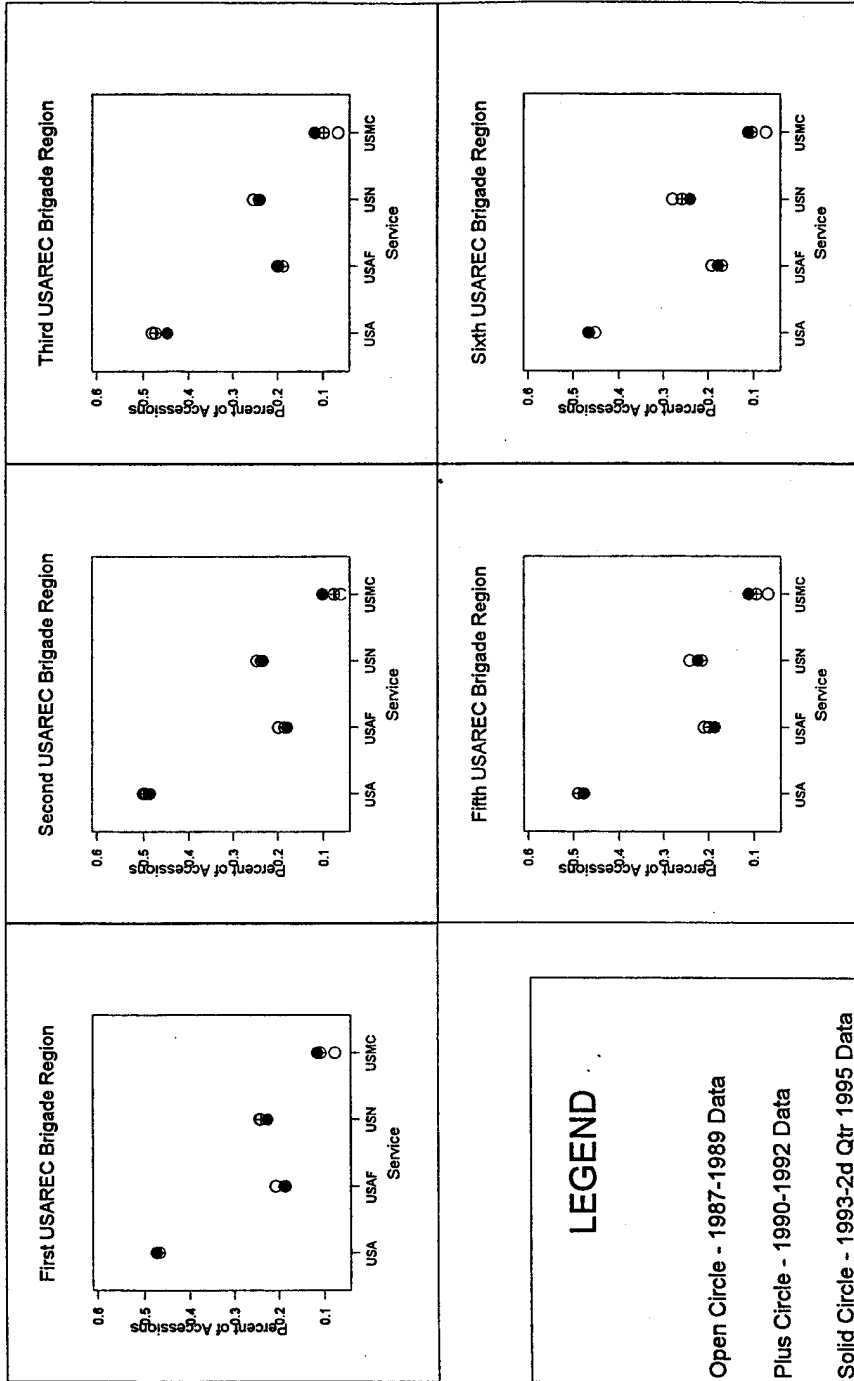 First USAREC Brigade Region
Percent of Accessions
0.6
0.5
0.4
0.3
0.2
0.1
USA
USAF
USN
USMC
Service
Second USAREC Brigade Region
Percent of Accessions
0.6
0.5
0.4
0.3
0.2
0.1
USA
USAF
USN
USMC
Service
Third USAREC Brigade Region
Percent of Accessions
0.6
0.5
0.4
0.3
0.2
0.1
USA
USAF
USN
USMC
Service
LEGEND
Open Circle - 1987-1989 Data
Plus Circle - 1990-1992 Data
Solid Circle - 1993-2d Qtr 1995 Data
Fifth USAREC Brigade Region
Percent of Accessions
0.6
0.5
0.4
0.3
0.2
0.1
USA
USAF
USN
USMC
Service
Sixth USAREC Brigade Region
Percent of Accessions
0.6
0.5
0.4
0.3
0.2
0.1
USA
USAF
USN
USMC
Service